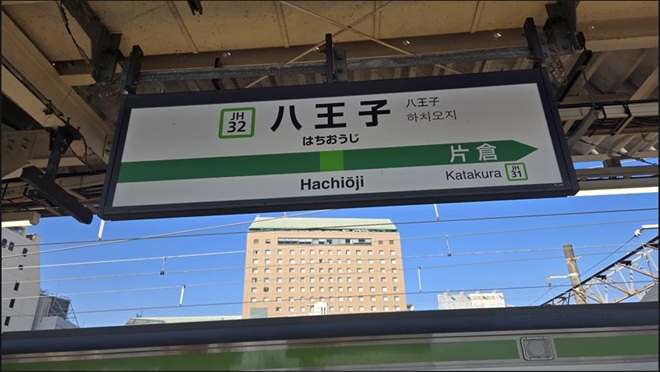 JH
32
八王子
はちおうじ
八王子
하치오지
片倉
Hachiōji
Katakura
JH
31